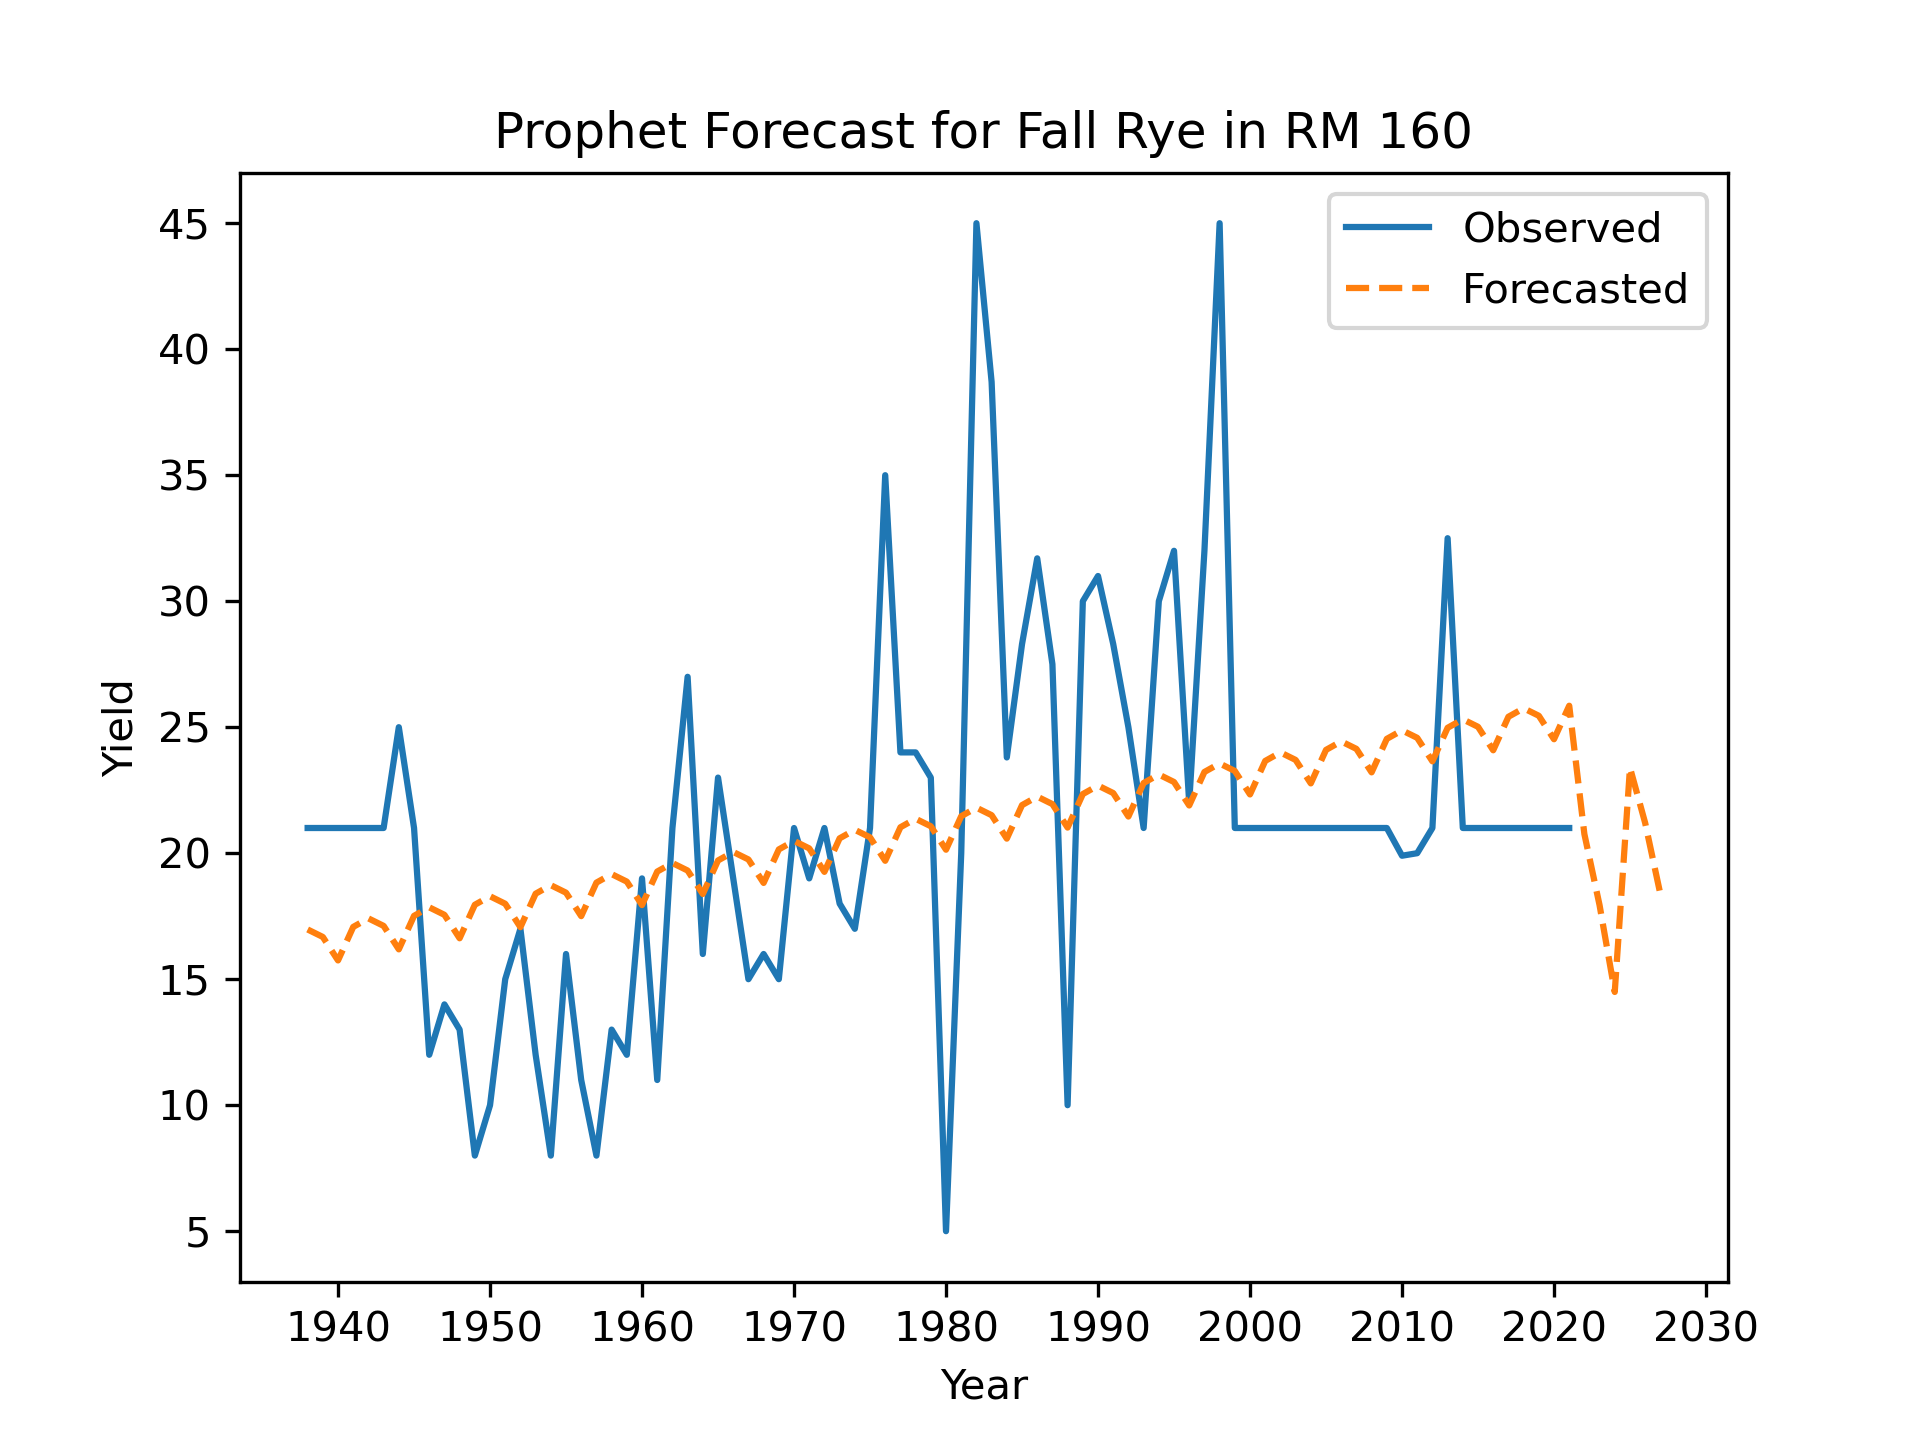 Prophet Forecast for Fall Rye in RM 160
Observed
Forecasted
45
40
35
30
25
20
15
10
5
Yield
1940 1950 1960 1970 1980 1990 2000 2010 2020 2030
Year